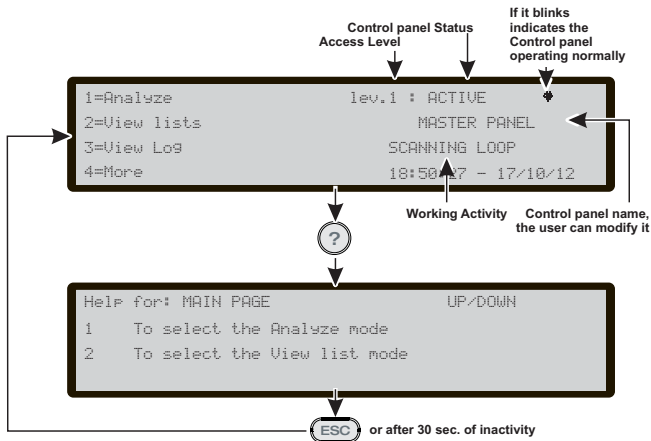 Control panel Status
Access Level
If it blinks
indicates the
Control panel
operating normally
1=Analyze lev.1 : ACTIVE
2=View lists MASTER PANEL
3=View Log SCANNING LOOP
4=More 18:50:27 - 17/10/12
Working Activity
Control panel name,
the user can modify it
?
Help for: MAIN PAGE UP/DOWN
1 To select the Analyze mode
2 To select the View list mode
ESC or after 30 sec. of inactivity